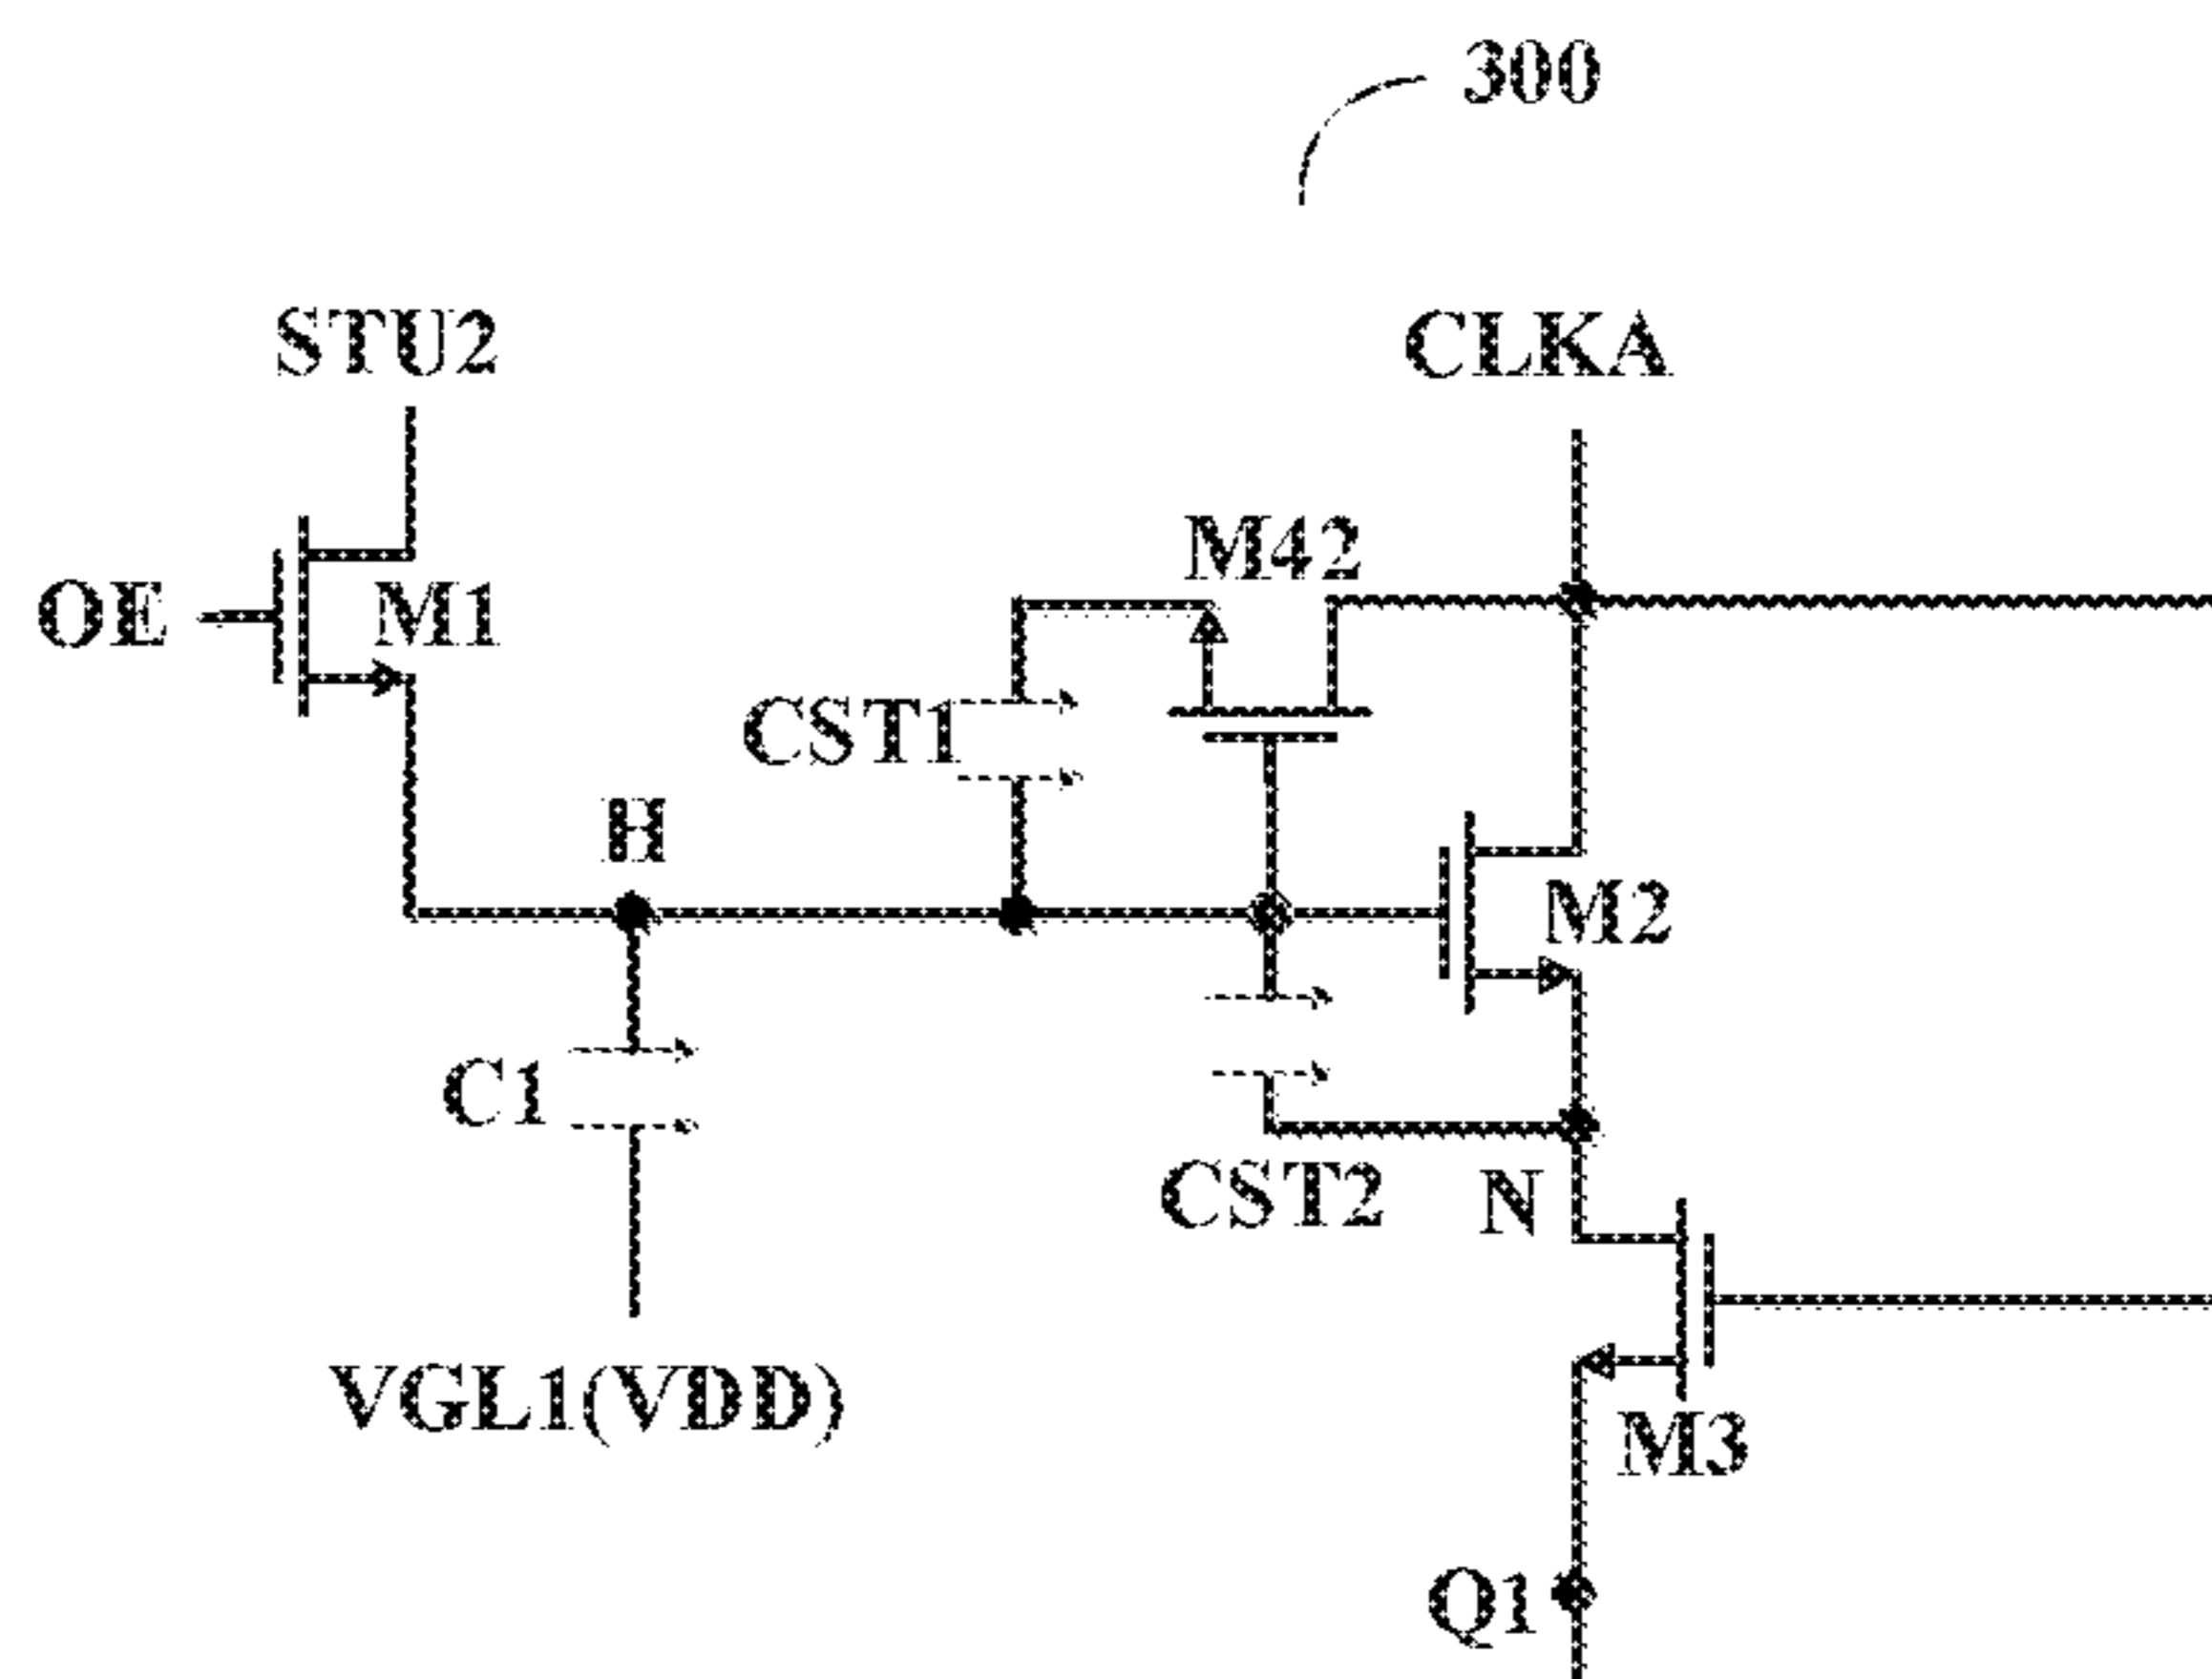 300
STU2
CLKA
M42
OE
M1
CST1
H
M2
C1
CST2
N
VGL1(VDD)
M3
Q1